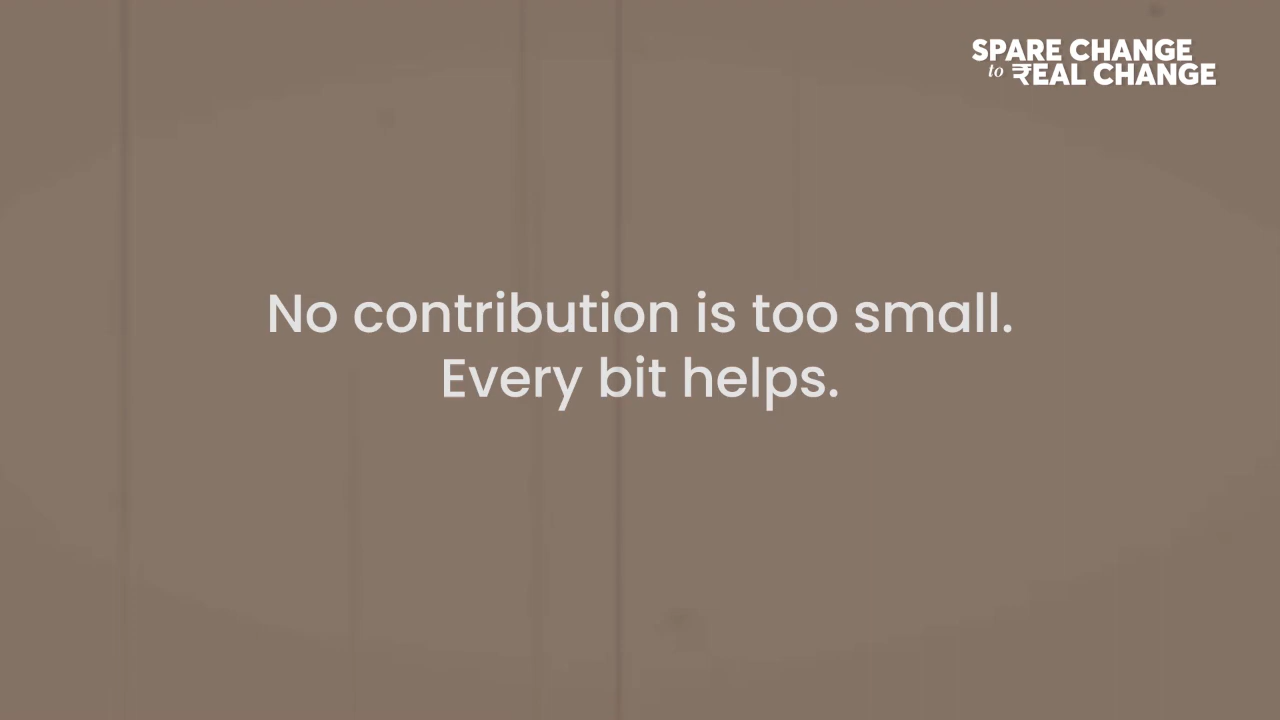 SPARE CHANGE
to ₹EAL CHANGE
No contribution is too small.
Every bit helps.